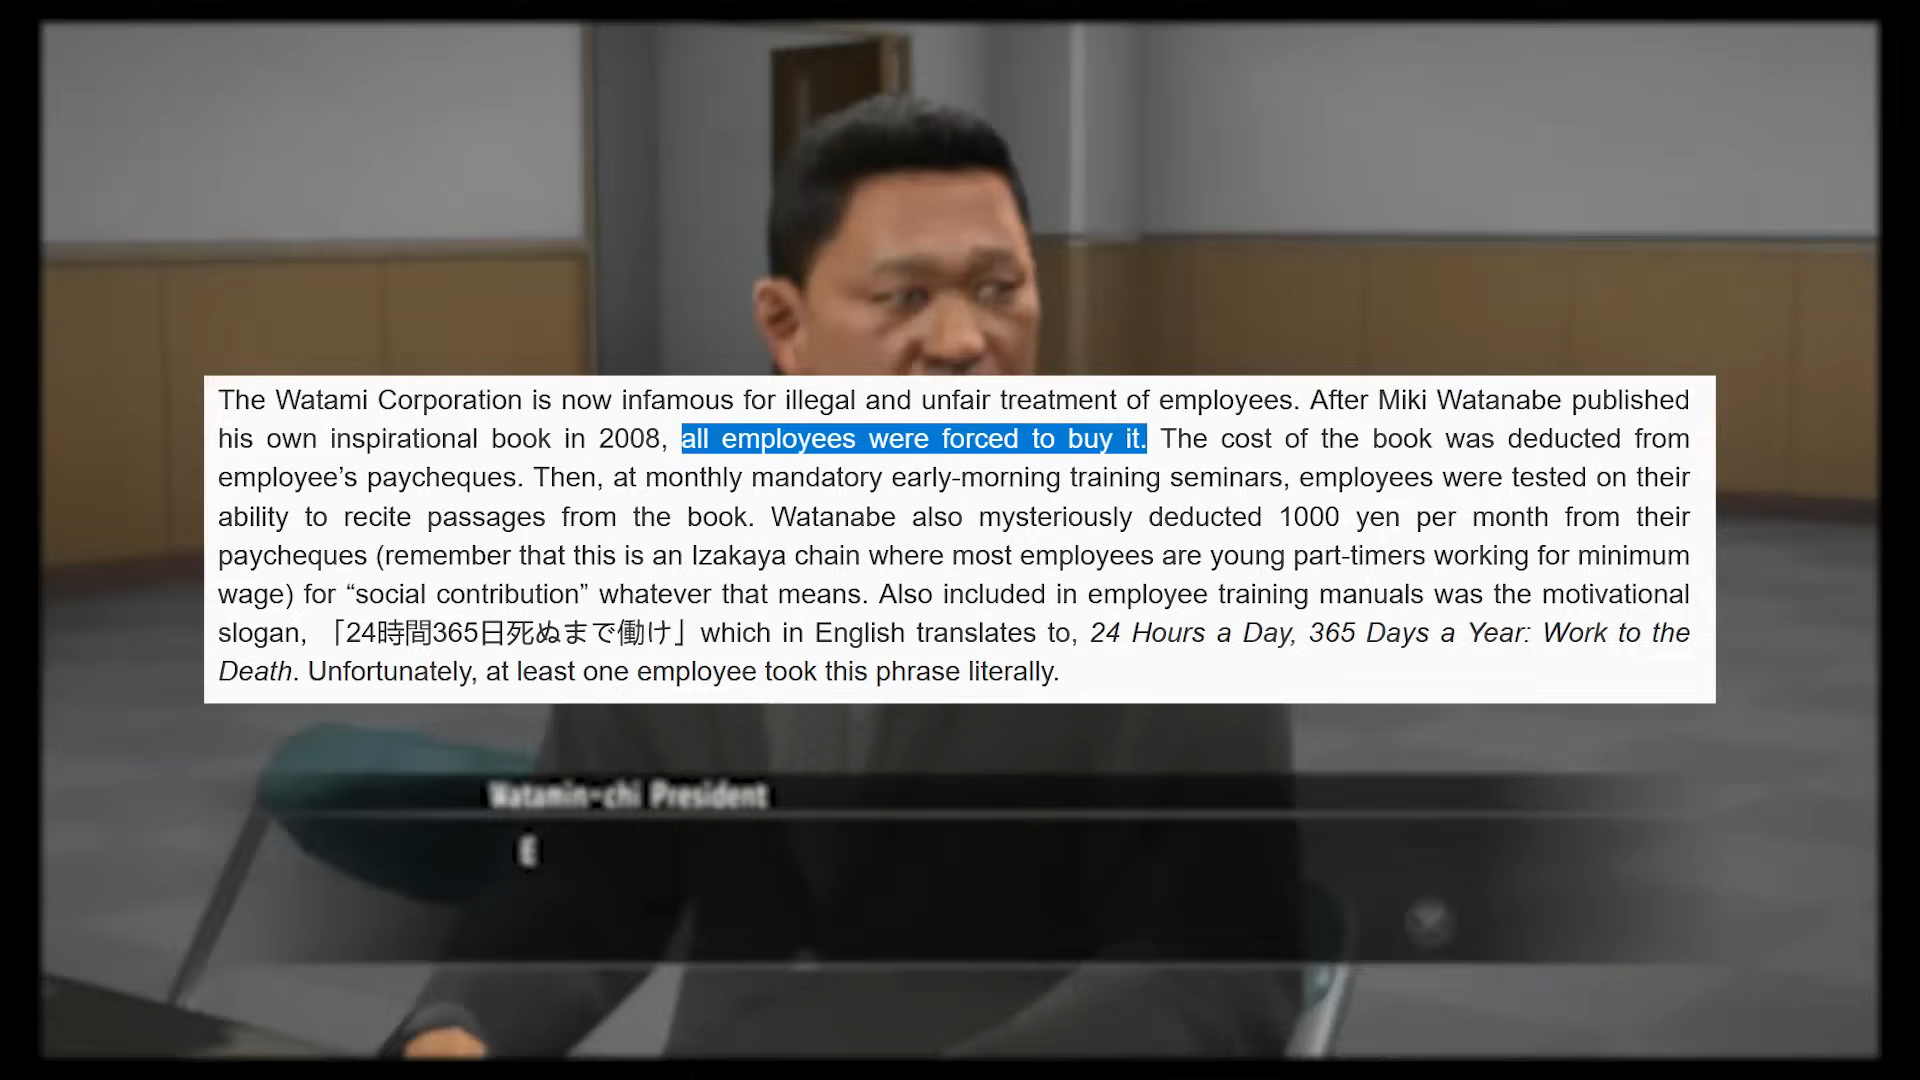 The Watami Corporation is now infamous for illegal and unfair treatment of employees. After Miki Watanabe published
his own inspirational book in 2008, all employees were forced to buy it. The cost of the book was deducted from
employee’s paycheques. Then, at monthly mandatory early-morning training seminars, employees were tested on their
ability to recite passages from the book. Watanabe also mysteriously deducted 1000 yen per month from their
paycheques (remember that this is an Izakaya chain where most employees are young part-timers working for minimum
wage) for “social contribution” whatever that means. Also included in employee training manuals was the motivational
slogan, 「24時間365日死ぬまで働け」which in English translates to, 24 Hours a Day, 365 Days a Year: Work to the
Death. Unfortunately, at least one employee took this phrase literally.
Watamin-chi President
E